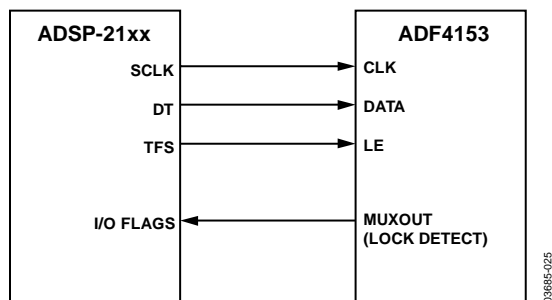 ADSP-21xx
ADF4153
SCLK
CLK
DT
DATA
TFS
LE
I/O FLAGS
MUXOUT
(LOCK DETECT)
03685-025